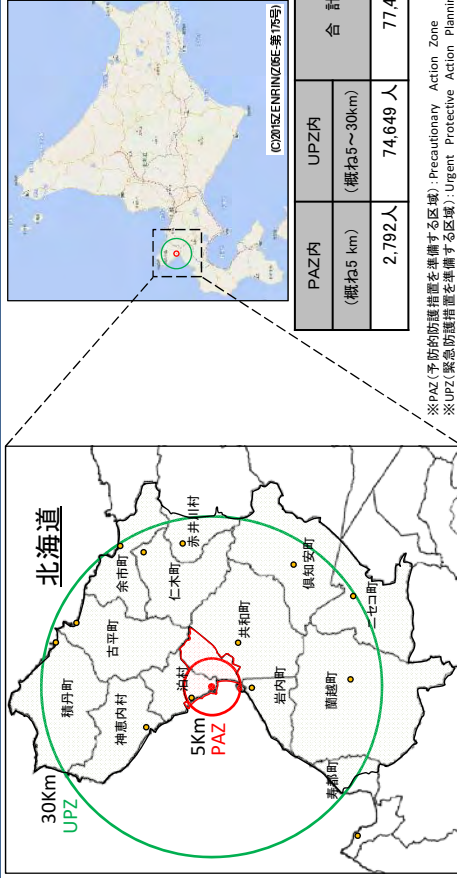 北海道
30Km
UPZ
積丹町
古平町
余市町
仁木町
赤井川村
神恵内村
泊村
5Km
PAZ
共和町
倶知安町
岩内町
ニセコ町
蘭越町
寿都町
(C)2015ZENRIN(Z05E-第175号)
PAZ内
(概ね5 km)
UPZ内
(概ね5~30km)
合 計
2,792人
74,649 人
77,4
※PAZ(予防的防護措置を準備する区域):Precautionary Action Zone
※UPZ(緊急防護措置を準備する区域):Urgent Protective Action Planning